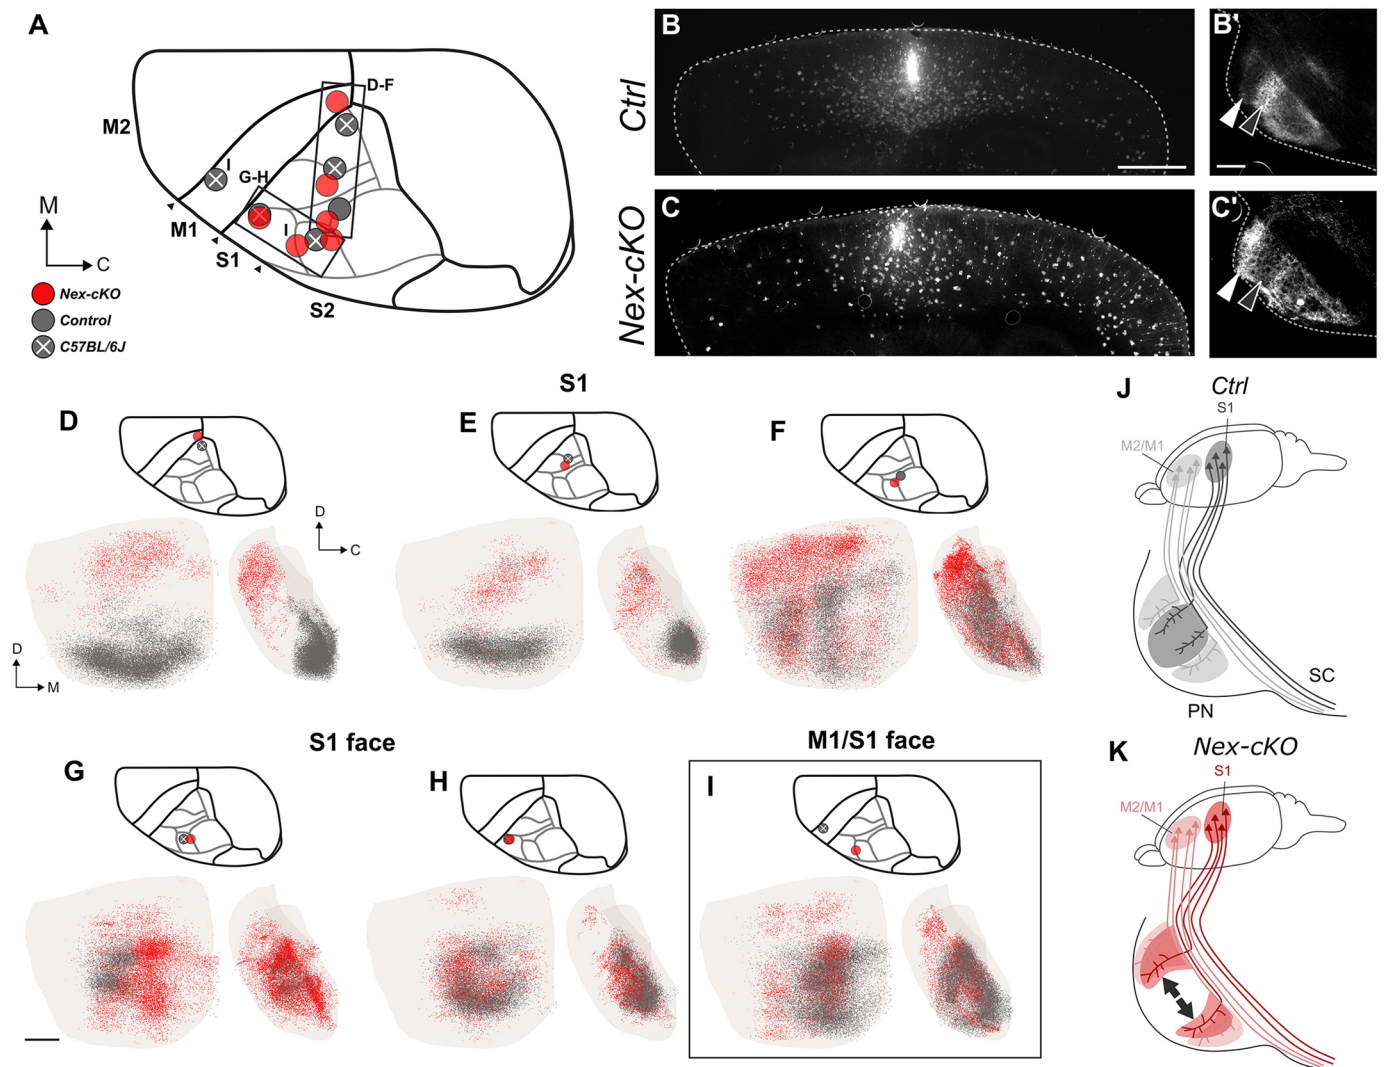 A
D-F
M2
I
G-H
M1
I
S1
S2
M
C
Nex-cKO
Control
C57BL/6J
B
Ctrl
B'
C
Nex-cKO
C'
S1
D
E
F
D
C
D
M
J
Ctrl
S1
M2/M1
SC
PN
S1 face
M1/S1 face
G
H
I
K
Nex-cKO
S1
M2/M1